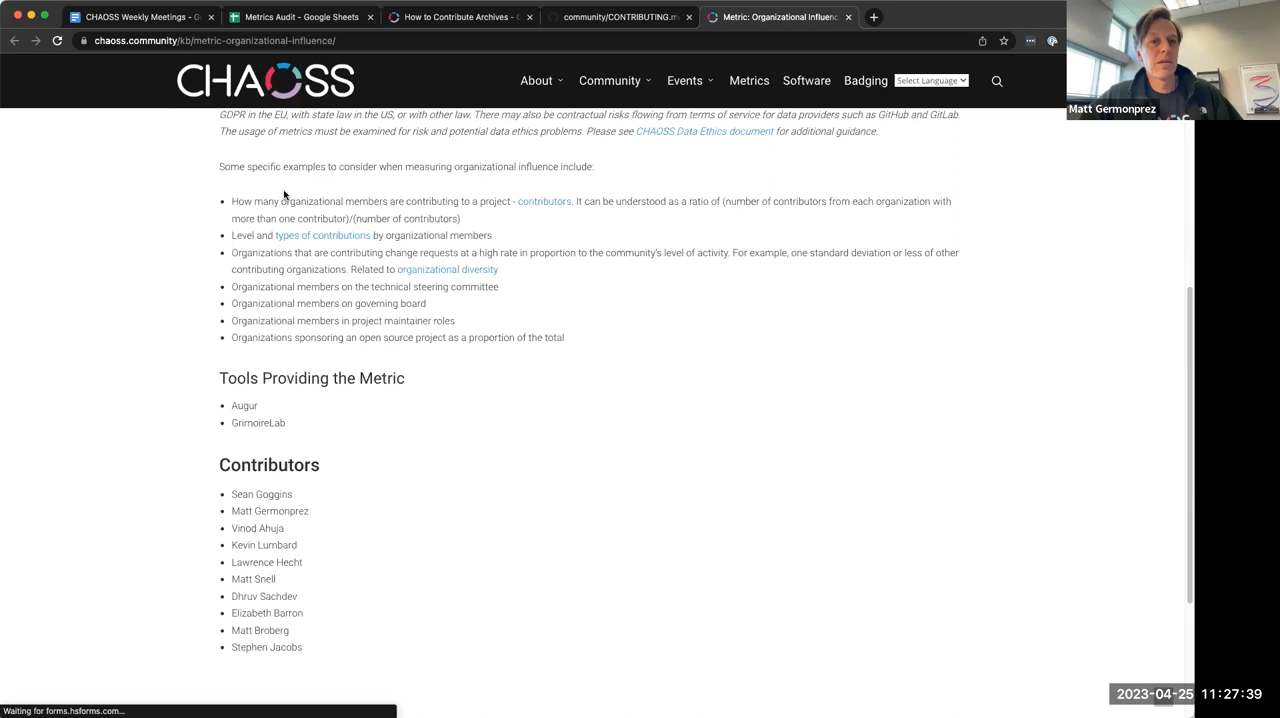 CHAOSS Weekly Meetings - G
Metrics Audit - Google Sheets
How to Contribute Archives - C
community/CONTRIBUTING.m
Metric: Organizational Influenc
chaoss.community/kb/metric-organizational-influence/
CHAOSS
About
Community
Events
Metrics
Software
Badging
Select Language
Matt Germonprez
GDPR in the EU, with state law in the US, or with other law. There may also be contractual risks flowing from terms of service for data providers such as GitHub and GitLab.
The usage of metrics must be examined for risk and potential data ethics problems. Please see CHAOSS Data Ethics document for additional guidance.
Some specific examples to consider when measuring organizational influence include:
How many organizational members are contributing to a project - contributors. It can be understood as a ratio of (number of contributors from each organization with
more than one contributor)/(number of contributors)
Level and types of contributions by organizational members
Organizations that are contributing change requests at a high rate in proportion to the community's level of activity. For example, one standard deviation or less of other
contributing organizations. Related to organizational diversity
Organizational members on the technical steering committee
Organizational members on governing board
Organizational members in project maintainer roles
Organizations sponsoring an open source project as a proportion of the total
Tools Providing the Metric
Augur
GrimoireLab
Contributors
Sean Goggins
Matt Germonprez
Vinod Ahuja
Kevin Lumbard
Lawrence Hecht
Matt Snell
Dhruv Sachdev
Elizabeth Barron
Matt Broberg
Stephen Jacobs
2023-04-25 11:27:39
Waiting for forms.hsforms.com...